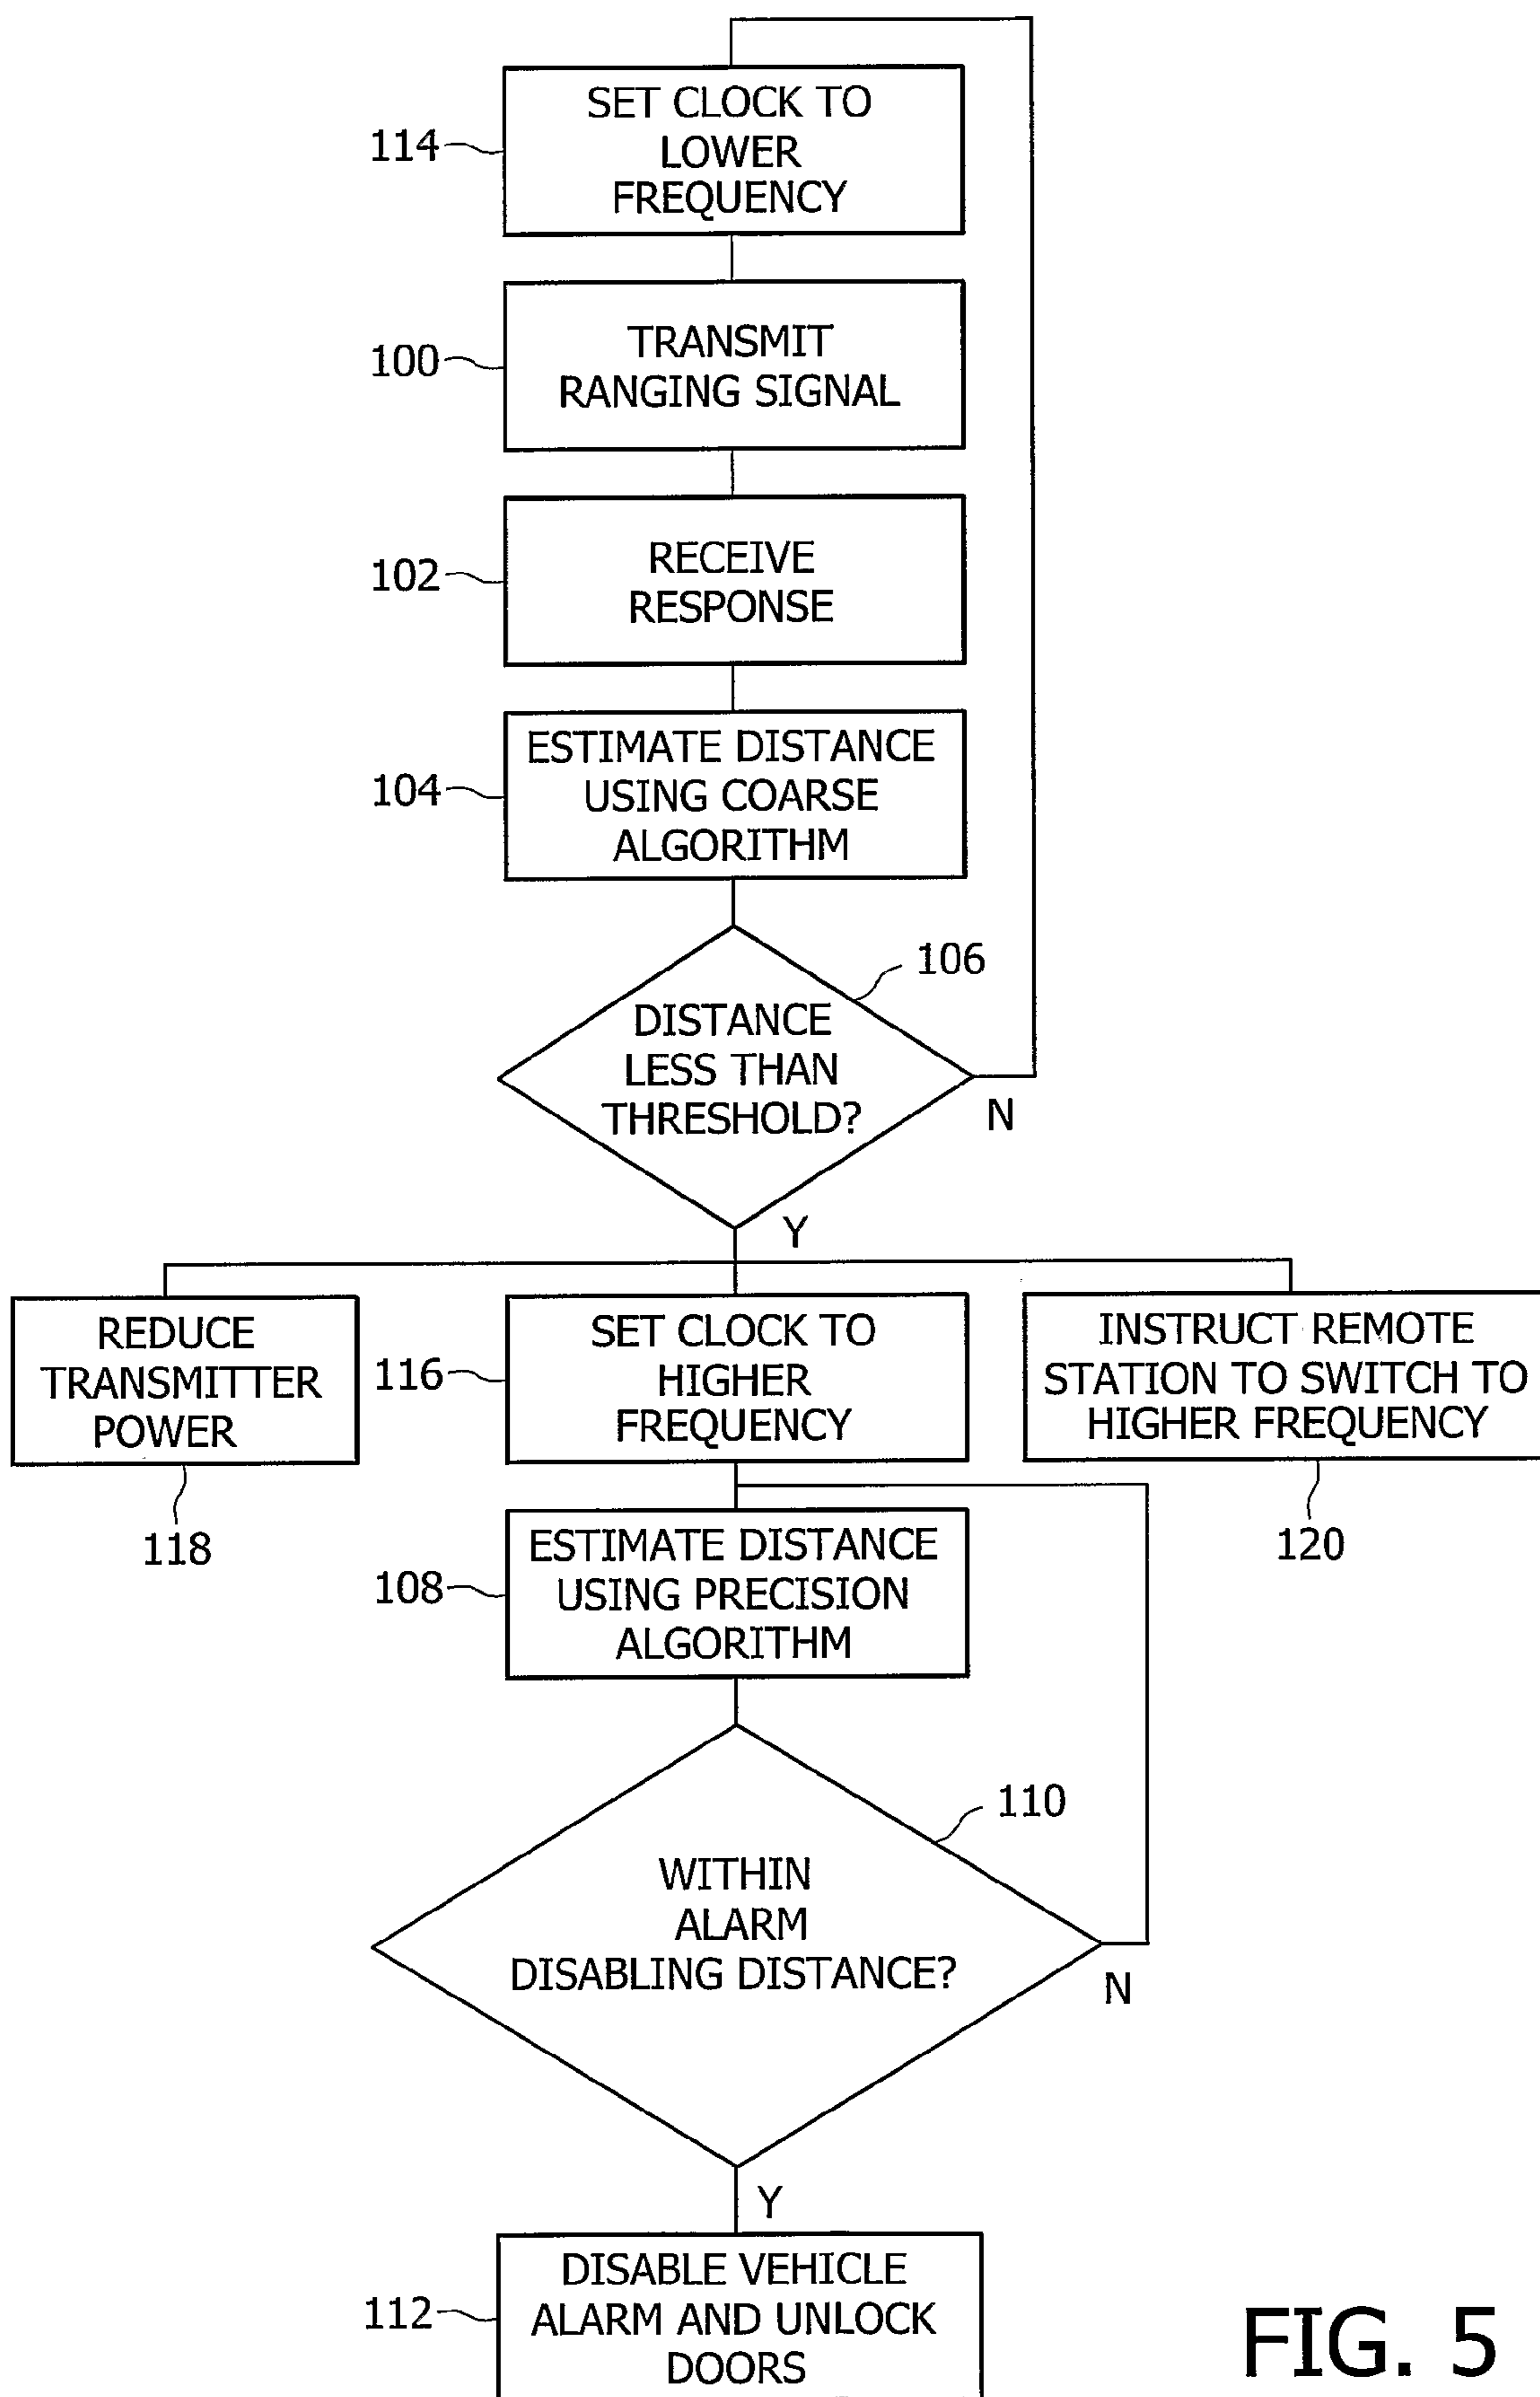 SET CLOCK TO
LOWER
FREQUENCY
114
TRANSMIT
RANGING SIGNAL
100
RECEIVE
RESPONSE
102
ESTIMATE DISTANCE
USING COARSE
ALGORITHM
104
106
DISTANCE
LESS THAN
THRESHOLD?
N
Y
REDUCE
TRANSMITTER
POWER
118
SET CLOCK TO
HIGHER
FREQUENCY
116
INSTRUCT REMOTE
STATION TO SWITCH TO
HIGHER FREQUENCY
120
ESTIMATE DISTANCE
USING PRECISION
ALGORITHM
108
110
WITHIN
ALARM
DISABLING DISTANCE?
N
Y
DISABLE VEHICLE
ALARM AND UNLOCK
DOORS
112
FIG. 5